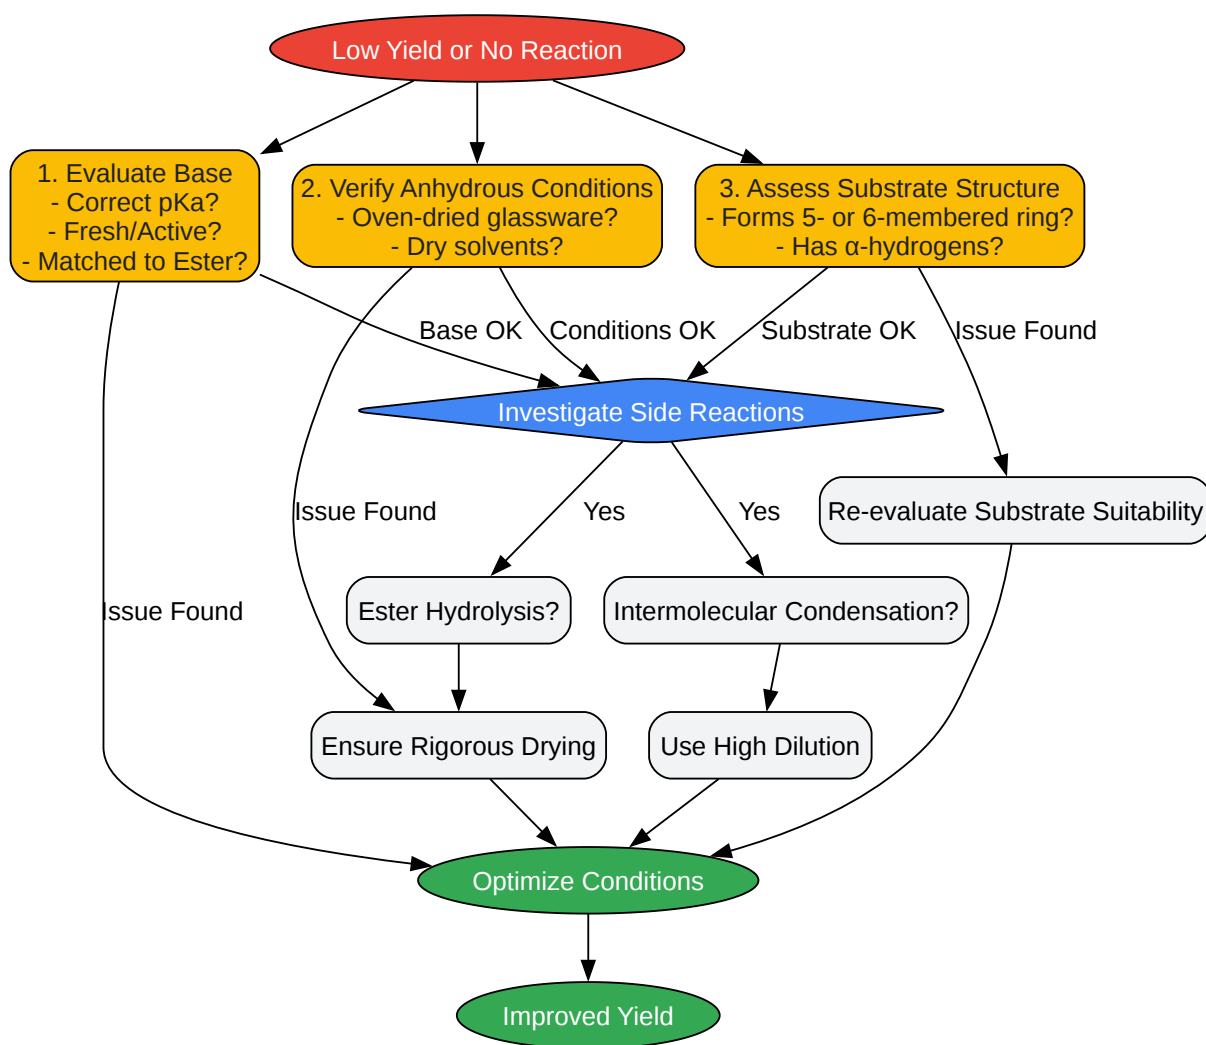 Low Yield or No Reaction
1. Evaluate Base
- Correct pKa?
- Fresh/Active?
- Matched to Ester?
2. Verify Anhydrous Conditions
- Oven-dried glassware?
- Dry solvents?
3. Assess Substrate Structure
- Forms 5- or 6-membered ring?
- Has α-hydrogens?
Base OK
Conditions OK
Substrate OK
Issue Found
Investigate Side Reactions
Issue Found
Yes
Yes
Re-evaluate Substrate Suitability
Issue Found
Ester Hydrolysis?
Intermolecular Condensation?
Ensure Rigorous Drying
Use High Dilution
Optimize Conditions
Improved Yield